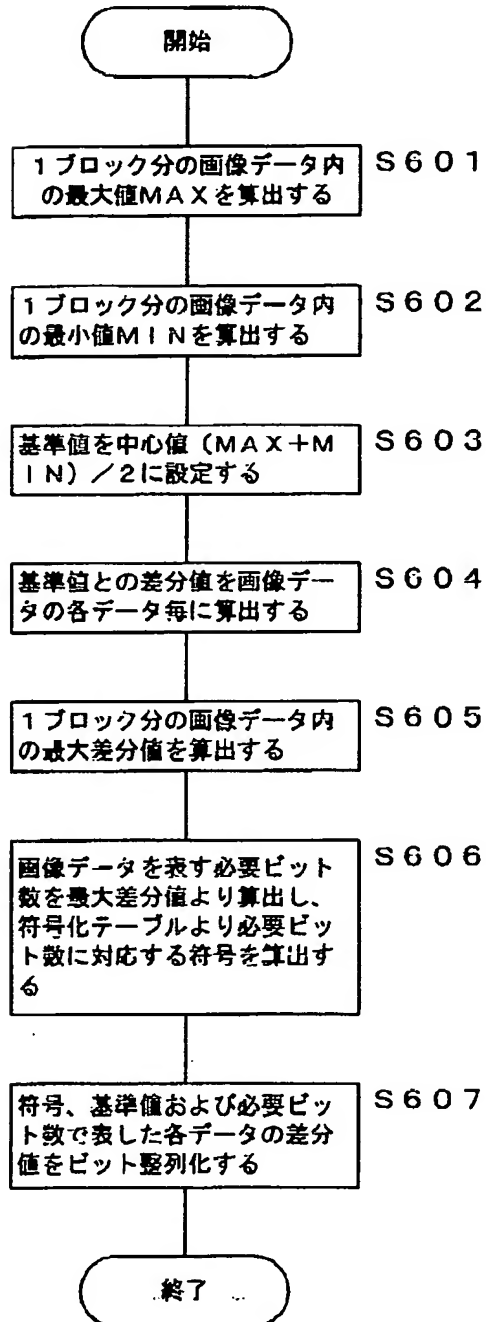 開始
1ブロック分の画像データ内 S601
の最大値MAXを算出する
1ブロック分の画像データ内 S602
の最小値MINを算出する
基準値を中心値（MAX＋M S603
IN）／2に設定する
基準値との差分値を画像デー S604
タの各データ毎に算出する
1ブロック分の画像データ内 S605
の最大差分値を算出する
画像データを表す必要ビット S606
数を最大差分値より算出し、
符号化テーブルより必要ビッ
ト数に対応する符号を算出す
る
符号、基準値および必要ビッ S607
ト数で表した各データの差分
値をビット整列化する
終了